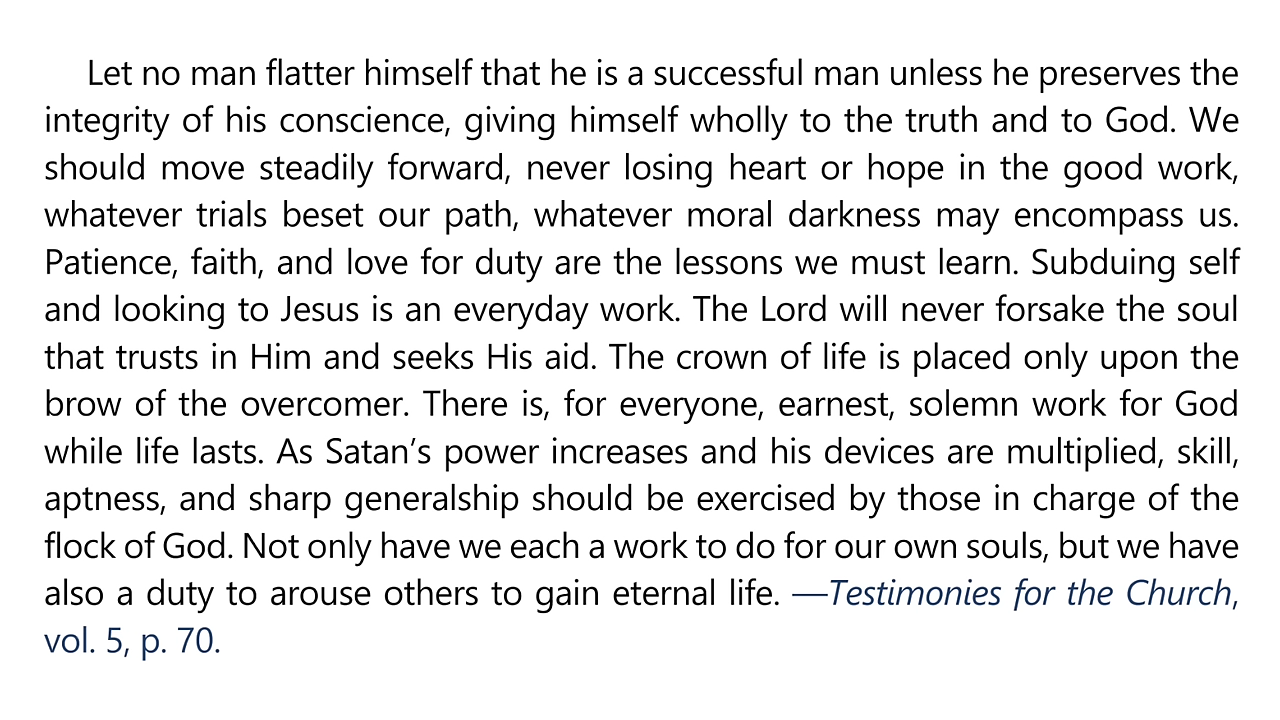 Let no man flatter himself that he is a successful man unless he preserves the
integrity of his conscience, giving himself wholly to the truth and to God. We
should move steadily forward, never losing heart or hope in the good work,
whatever trials beset our path, whatever moral darkness may encompass us.
Patience, faith, and love for duty are the lessons we must learn. Subduing self
and looking to Jesus is an everyday work. The Lord will never forsake the soul
that trusts in Him and seeks His aid. The crown of life is placed only upon the
brow of the overcomer. There is, for everyone, earnest, solemn work for God
while life lasts. As Satan’s power increases and his devices are multiplied, skill,
aptness, and sharp generalship should be exercised by those in charge of the
flock of God. Not only have we each a work to do for our own souls, but we have
also a duty to arouse others to gain eternal life. —Testimonies for the Church,
vol. 5, p. 70.